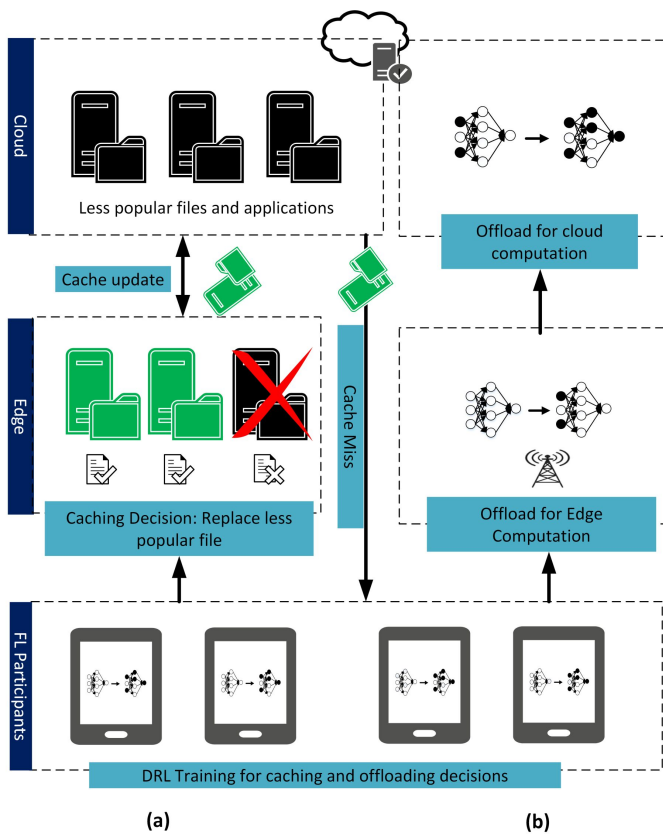 Cloud
Less popular files and applications
Offload for cloud
computation
Cache update
Edge
Cache Miss
Caching Decision: Replace less
popular file
Offload for Edge
Computation
FL Participants
DRL Training for caching and offloading decisions
(a)
(b)